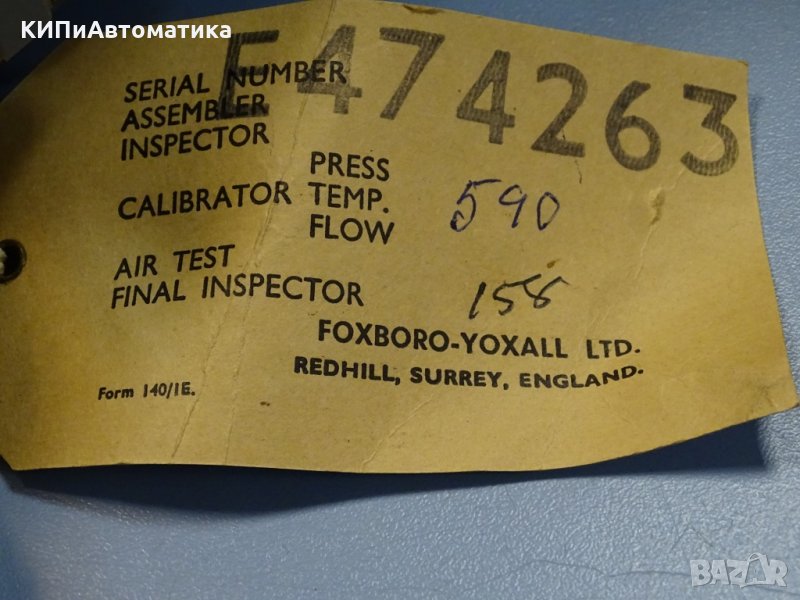 КИПиАвтоматика
SERIAL NUMBER E474263
ASSEMBLER
INSPECTOR
PRESS
CALIBRATOR TEMP. 590
FLOW
AIR TEST
FINAL INSPECTOR 158
FOXBORO-YOXALL LTD.
REDHILL, SURREY, ENGLAND.
Form 140/1E.
BAZAR